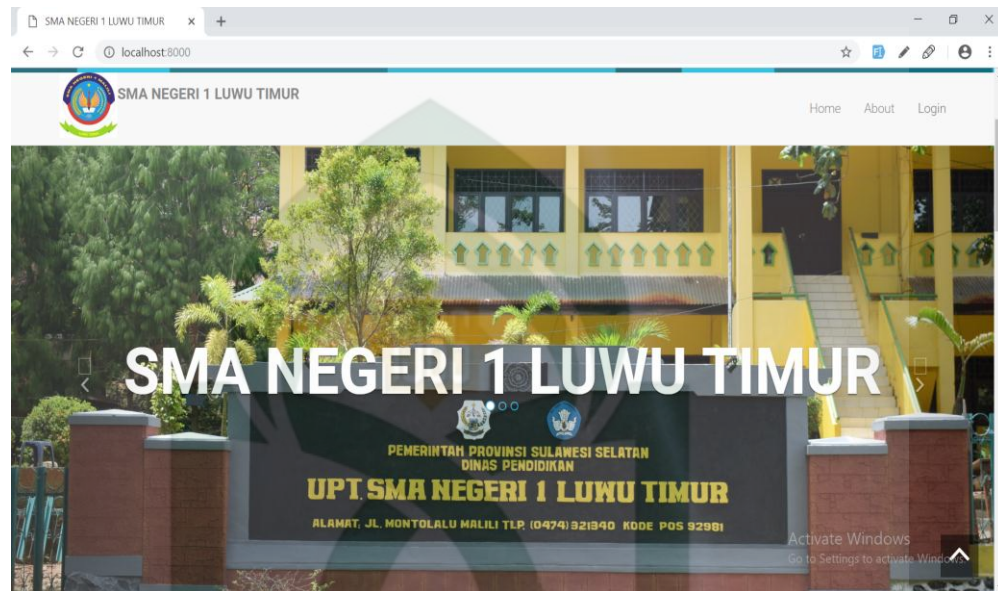 SMA NEGERI 1 LUWU TIMUR
localhost:8000
SMA NEGERI 1 LUWU TIMUR
Home About Login
SMA NEGERI 1 LUWU TIMUR
PEMERINTAH PROVINSI SULAWESI SELATAN
DINAS PENDIDIKAN
UPT. SMA NEGERI 1 LUWU TIMUR
ALAMAT, JL. MONTOLALU MALILI TLP. (0474) 321340 KODE POS 92981
Activate Windows
Go to Settings to activate Windows.